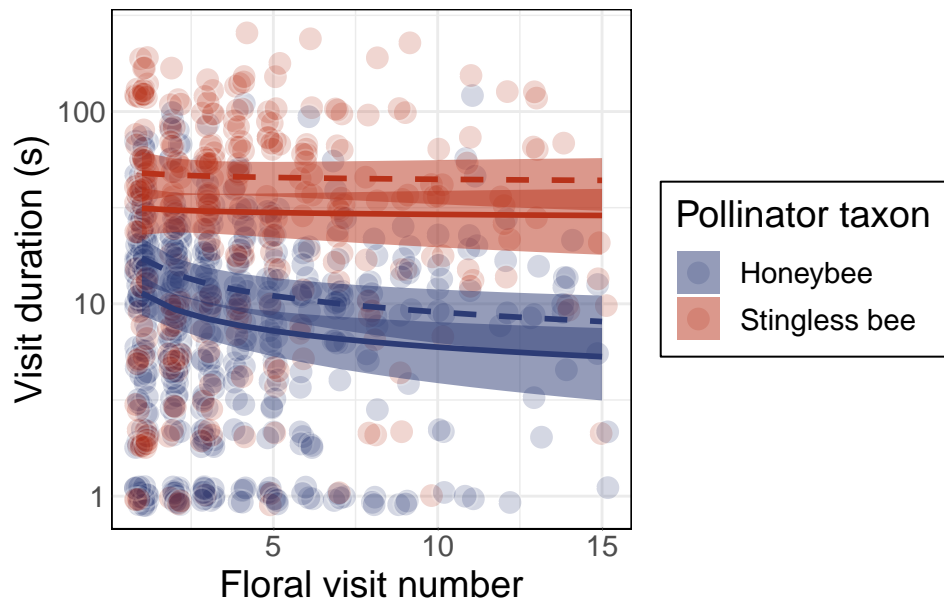 Visit duration (s)
100
10
1
5
10
15
Floral visit number
Pollinator taxon
Honeybee
Stingless bee